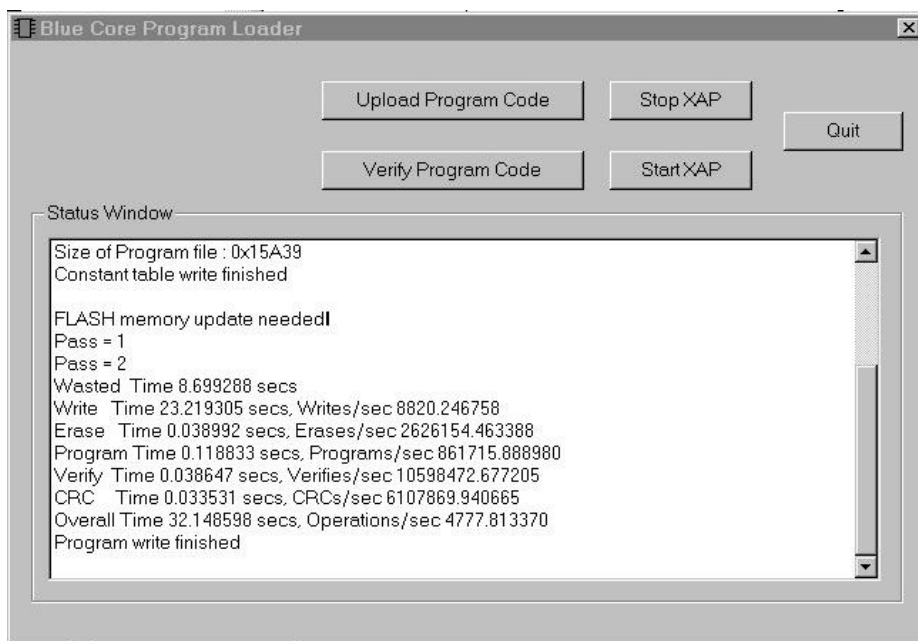 Blue Core Program Loader
Upload Program Code
Stop XAP
Quit
Verify Program Code
Start XAP
Status Window
Size of Program file : 0x15A39
Constant table write finished
FLASH memory update needed!
Pass = 1
Pass = 2
Wasted Time 8.699288 secs
Write Time 23.219305 secs, Writes/sec 8820.246758
Erase Time 0.038992 secs, Erases/sec 2626154.463388
Program Time 0.118833 secs, Programs/sec 861715.888980
Verify Time 0.038647 secs, Verifies/sec 10598472.677205
CRC Time 0.033531 secs, CRCs/sec 6107869.940665
Overall Time 32.148598 secs, Operations/sec 4777.813370
Program write finished